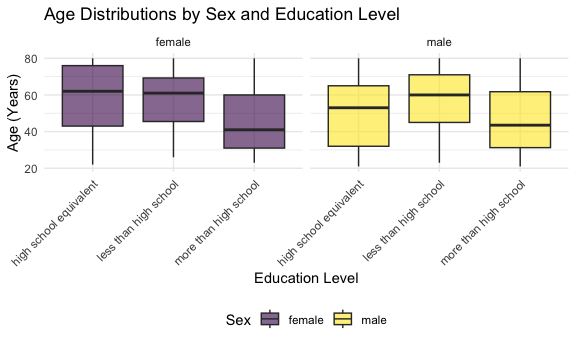 Age Distributions by Sex and Education Level
female
male
Age (Years)
80
60
40
20
high school equivalent
less than high school
more than high school
high school equivalent
less than high school
more than high school
Education Level
Sex
female
male